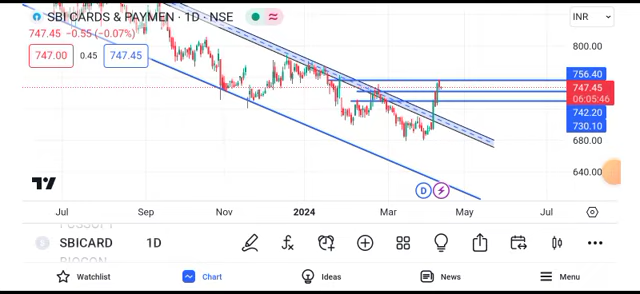 SBI CARDS & PAYMEN · 1D · NSE
INR
747.45 −0.55 (−0.07%)
747.00 0.45 747.45
800.00
756.40
747.45
06:05:46
742.20
730.10
680.00
640.00
D
Jul Sep Nov 2024 Mar May Jul
SBICARD 1D
Watchlist Chart Ideas News Menu